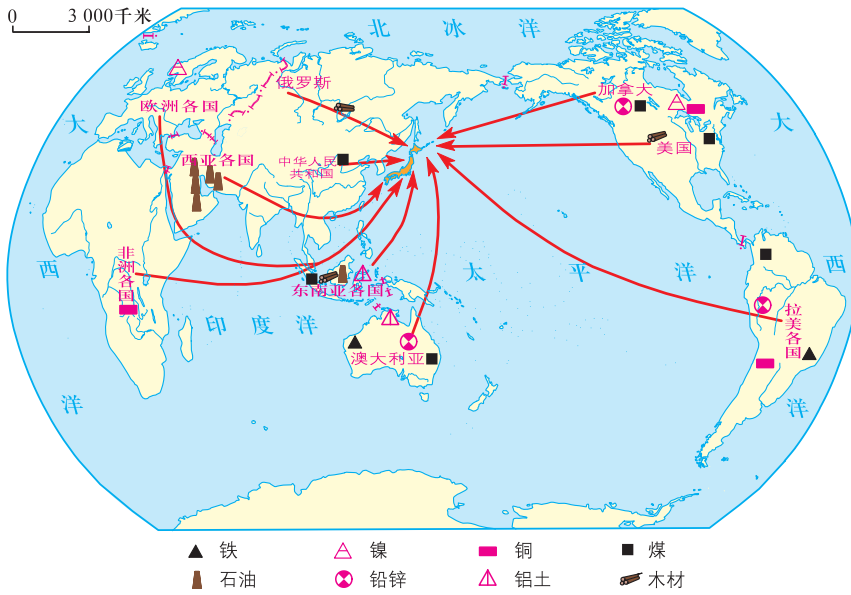 0 3 000千米
北 冰 洋
俄罗斯
加拿大
欧洲各国
大
大
美国
西亚各国
中华人民
共和国
非洲各国
西
太 平 洋
西
东南亚各国
拉美各国
印 度 洋
澳大利亚
洋
洋
铁
镍
铜
煤
石油
铅锌
铝土
木材